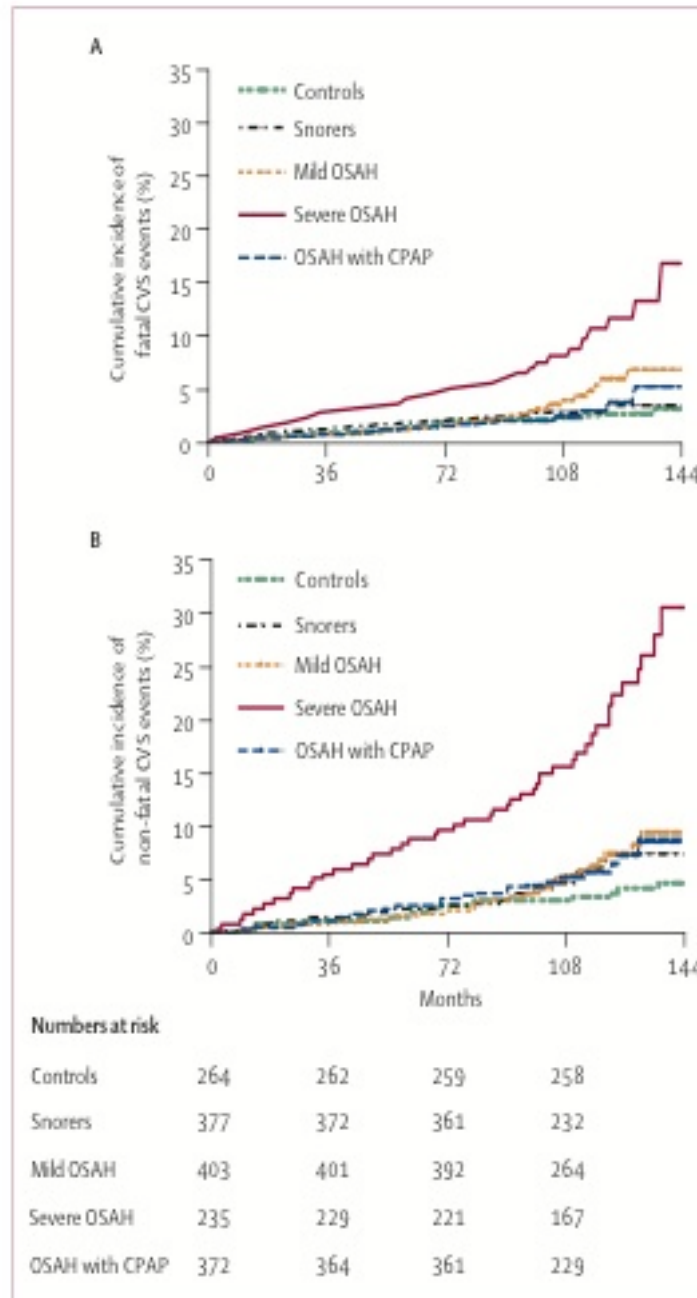 A
Cumulative incidence of
fatal CVS events (%)
35
30
25
20
15
10
5
0
Controls
Snorers
Mild OSAH
Severe OSAH
OSAH with CPAP
0 36 72 108 144
B
Cumulative incidence of
non-fatal CVS events (%)
35
30
25
20
15
10
5
0
Controls
Snorers
Mild OSAH
Severe OSAH
OSAH with CPAP
0 36 72 108 144
Months
Numbers at risk
Controls 264 262 259 258
Snorers 377 372 361 232
Mild OSAH 403 401 392 264
Severe OSAH 235 229 221 167
OSAH with CPAP 372 364 361 229